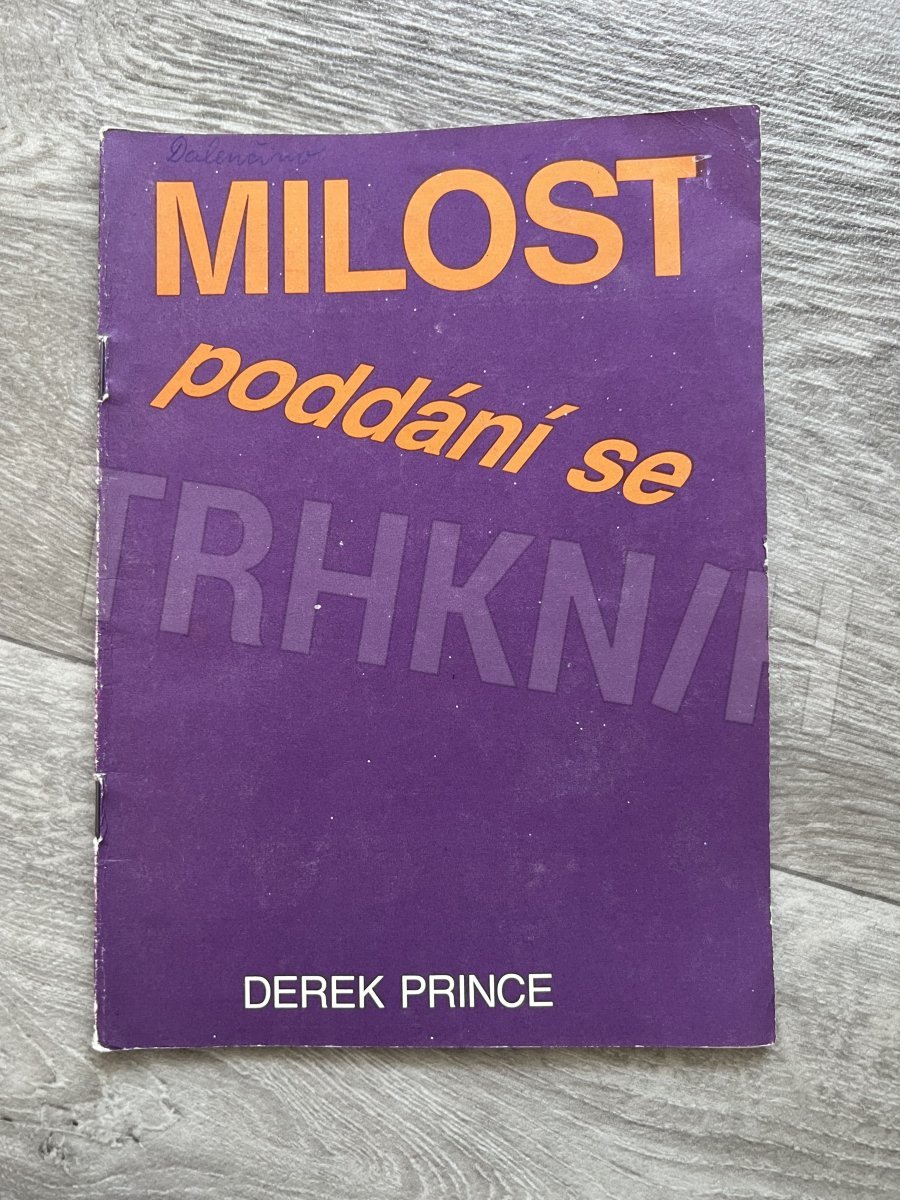 MILOST
poddání se
TRHKNIH
DEREK PRINCE